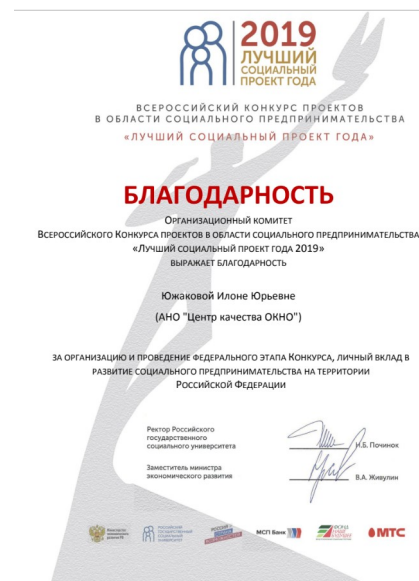 2019
ЛУЧШИЙ
СОЦИАЛЬНЫЙ
ПРОЕКТ ГОДА
ВСЕРОССИЙСКИЙ КОНКУРС ПРОЕКТОВ
В ОБЛАСТИ СОЦИАЛЬНОГО ПРЕДПРИНИМАТЕЛЬСТВА
«ЛУЧШИЙ СОЦИАЛЬНЫЙ ПРОЕКТ ГОДА»
БЛАГОДАРНОСТЬ
ОРГАНИЗАЦИОННЫЙ КОМИТЕТ
ВСЕРОССИЙСКОГО КОНКУРСА ПРОЕКТОВ В ОБЛАСТИ СОЦИАЛЬНОГО ПРЕДПРИНИМАТЕЛЬСТВА
«ЛУЧШИЙ СОЦИАЛЬНЫЙ ПРОЕКТ ГОДА 2019»
ВЫРАЖАЕТ БЛАГОДАРНОСТЬ
Южаковой Илоне Юрьевне
(АНО "Центр качества ОКНО")
ЗА ОРГАНИЗАЦИЮ И ПРОВЕДЕНИЕ ФЕДЕРАЛЬНОГО ЭТАПА КОНКУРСА, ЛИЧНЫЙ ВКЛАД В
РАЗВИТИЕ СОЦИАЛЬНОГО ПРЕДПРИНИМАТЕЛЬСТВА НА ТЕРРИТОРИИ
РОССИЙСКОЙ ФЕДЕРАЦИИ
Ректор Российского
государственного
социального университета
Н.Б. Починок
Заместитель министра
экономического развития
В.А. Живулин
МСП Банк
МТС